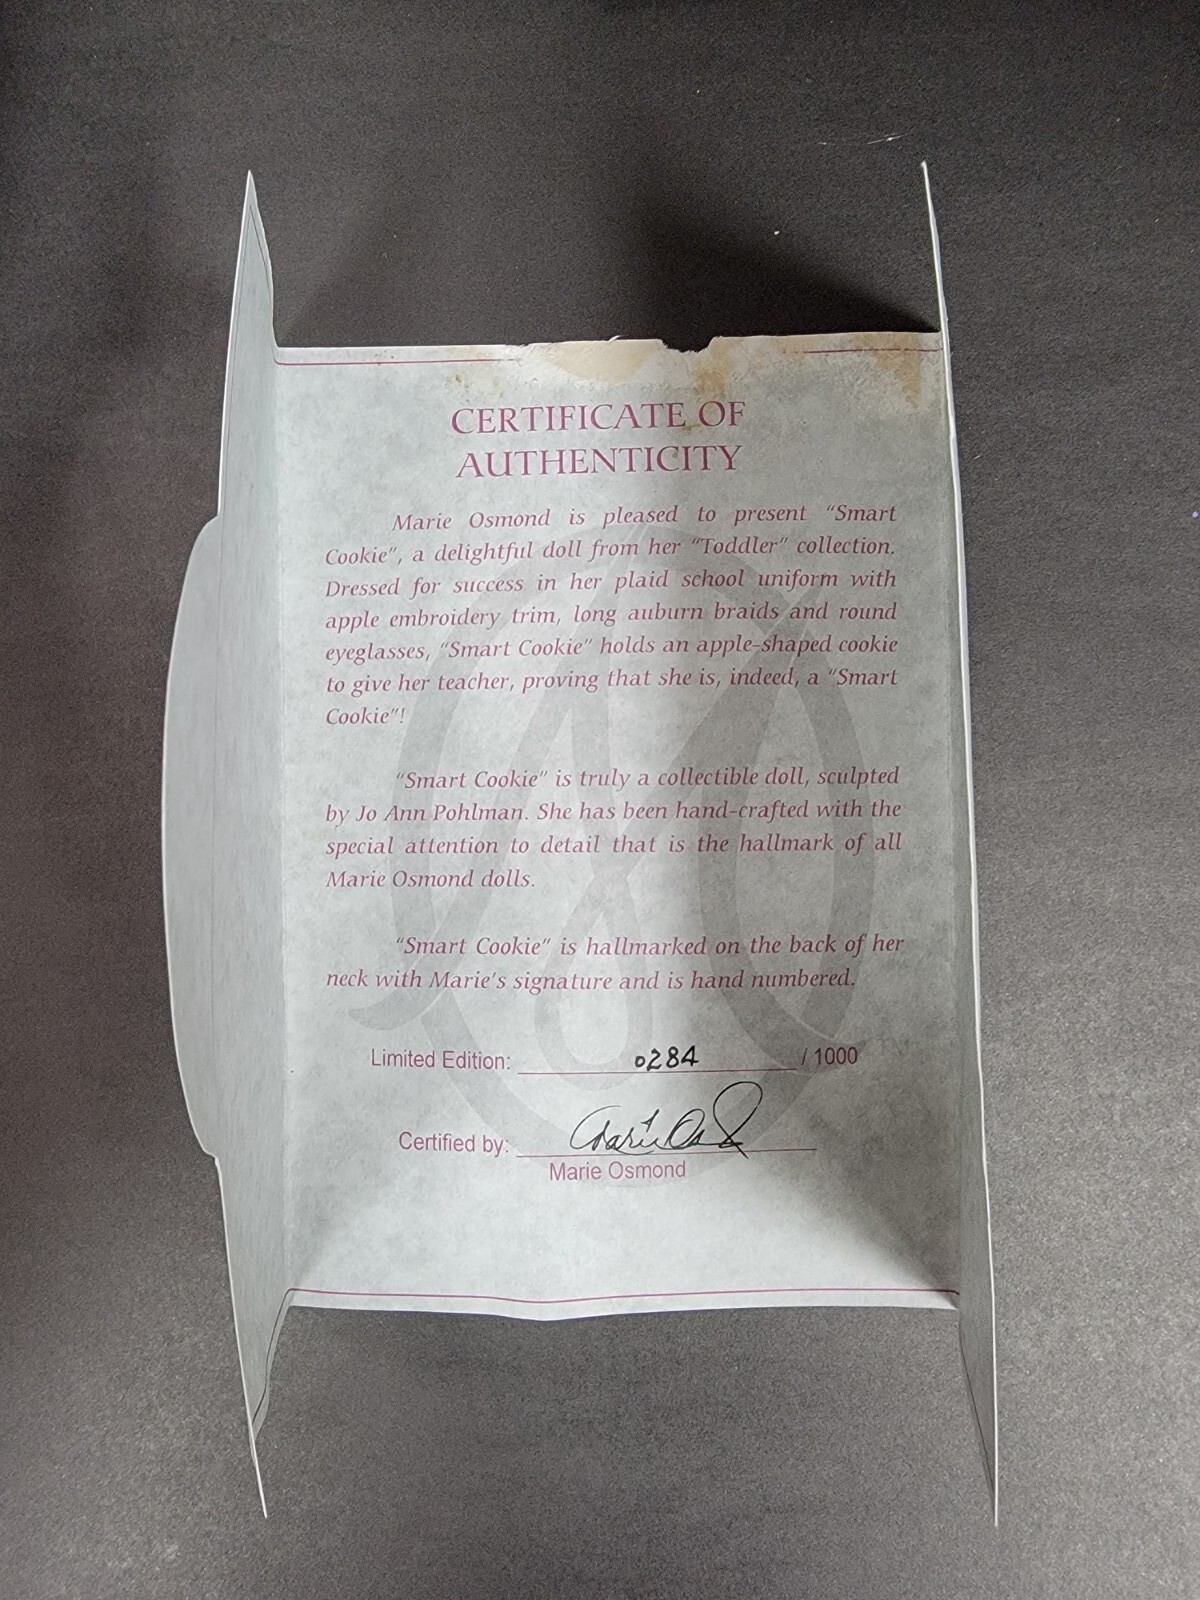 CERTIFICATE OF
AUTHENTICITY
Marie Osmond is pleased to present “Smart
Cookie”, a delightful doll from her “Toddler” collection.
Dressed for success in her plaid school uniform with
apple embroidery trim, long auburn braids and round
eyeglasses, “Smart Cookie” holds an apple-shaped cookie
to give her teacher, proving that she is, indeed, a “Smart
Cookie”!
“Smart Cookie” is truly a collectible doll, sculpted
by Jo Ann Pohlman. She has been hand-crafted with the
special attention to detail that is the hallmark of all
Marie Osmond dolls.
“Smart Cookie” is hallmarked on the back of her
neck with Marie’s signature and is hand numbered.
Limited Edition: 0284 / 1000
Certified by: Marie Osmond
Marie Osmond